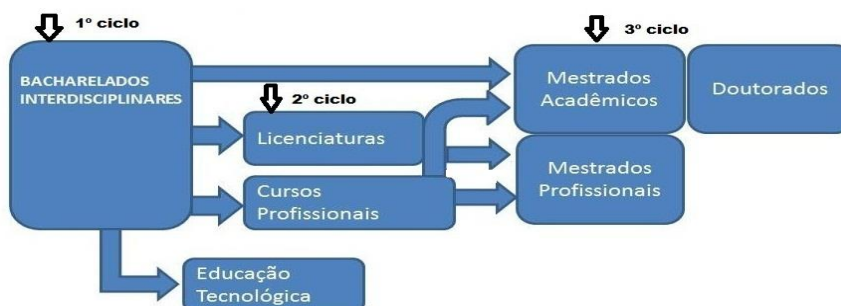 1º ciclo
BACHARELADOS
INTERDISCIPLINARES
2º ciclo
Licenciaturas
Cursos
Profissionais
Educação
Tecnológica
3º ciclo
Mestrados
Acadêmicos
Doutorados
Mestrados
Profissionais